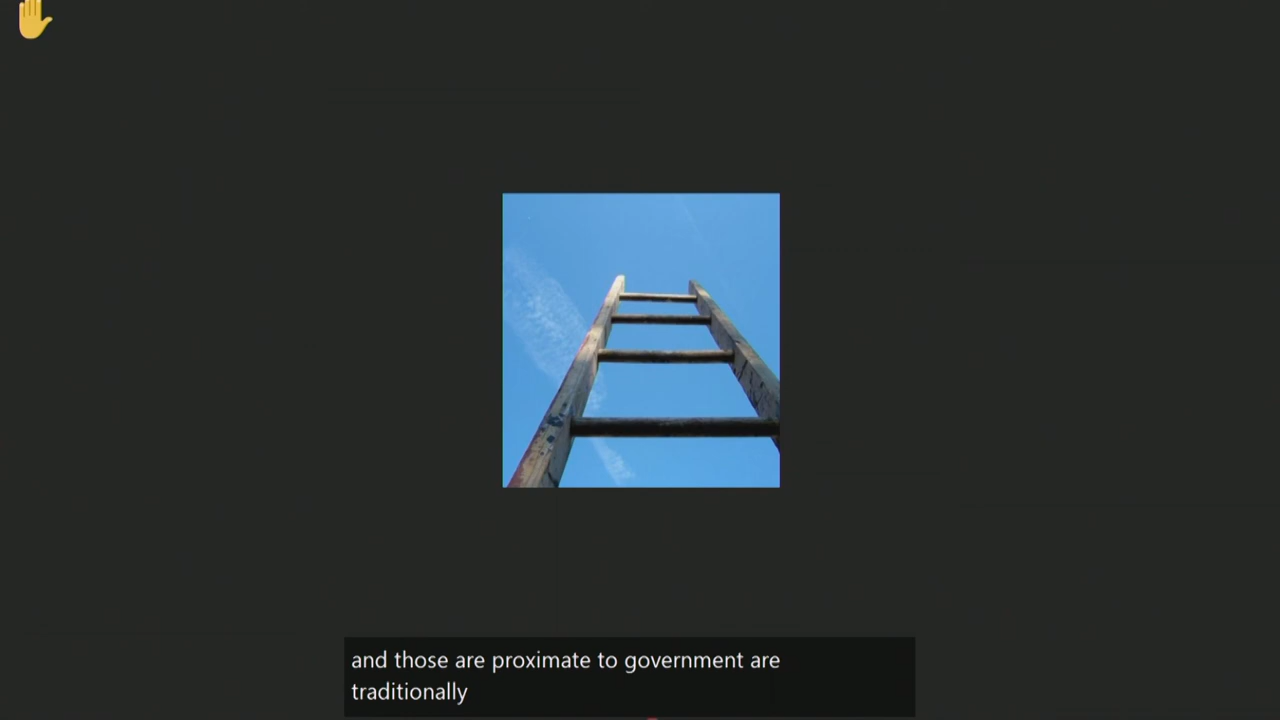 and those are proximate to government are
traditionally